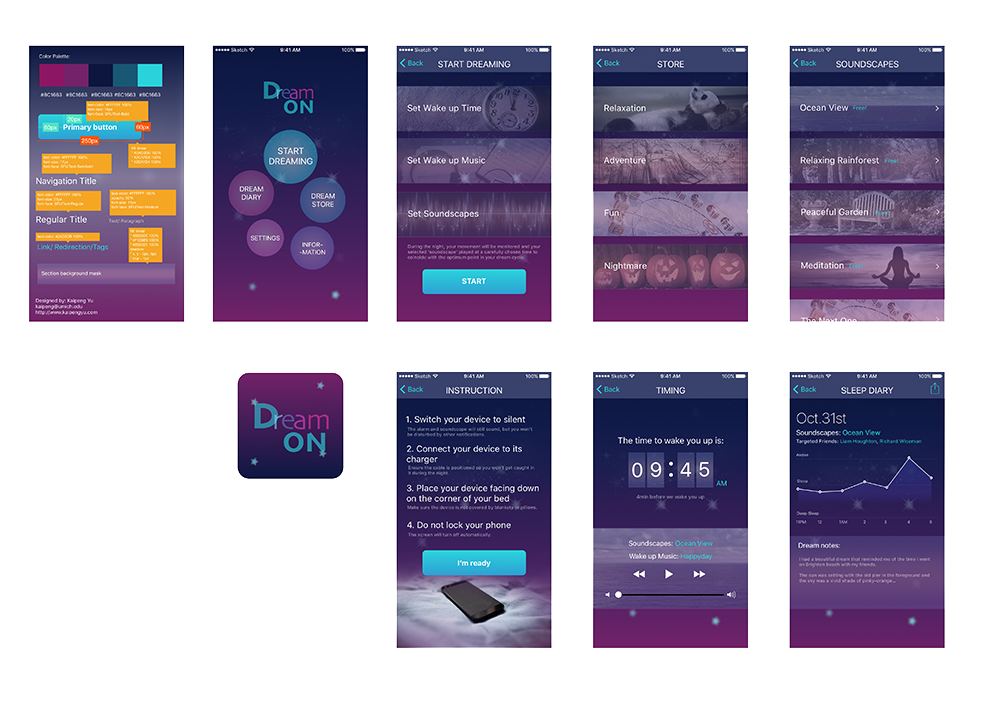 Color Palette:
#8C1663 #8C1663 #8C1663 #8C1663 #8C1663
20px
60px
Primary button
60px
250px
Navigation Title
Regular Title
Text/ Paragraph
Link/ Redirection/Tags
Section background mask
Designed by: Kaipeng Yu
kaipeng@umich.edu
http://www.kaipengyu.com
Sketch 9:41 AM 100%
Dream
ON
START
DREAMING
DREAM
DIARY
DREAM
STORE
SETTINGS
INFOR-
-MATION
Sketch 9:41 AM 100%
Back START DREAMING
Set Wake up Time
Set Wake up Music
Set Soundscapes
During the night, your movement will be monitored and your
selected 'soundscape' played at a carefully chosen time to
coincide with the optimum point in your dream cycle.
START
Sketch 9:41 AM 100%
Back STORE
Relaxation
Adventure
Fun
Nightmare
Sketch 9:41 AM 100%
Back SOUNDSCAPES
Ocean View Free!
Relaxing Rainforest Free!
Peaceful Garden
Meditation
The Next One
Dream
ON
Sketch 9:41 AM 100%
Back INSTRUCTION
1. Switch your device to silent
The alarm and soundscape will still sound, but you won't
be disturbed by other notifications.
2. Connect your device to its
charger
Ensure the cable is positioned so you won't get caught in
it during the night
3. Place your device facing down
on the corner of your bed
Make sure the device is not covered by blankets or pillows.
4. Do not lock your phone
The screen will turn off automatically.
I'm ready
Sketch 9:41 AM 100%
Back TIMING
The time to wake you up is:
09:45 AM
4min before we wake you up
Soundscapes: Ocean View
Wake up Music: Happyday
Sketch 9:41 AM 100%
Back SLEEP DIARY
Oct.31st
Soundscapes: Ocean View
Targeted Friends: Liam Houghton, Richard Wiseman
Awake
Sleep
Deep Sleep
11PM 12 1AM 2 3 4 5
Dream notes:
I had a beautiful dream that reminded me of the time I went
on Brighton beach with my friends.
The sun was setting with the old pier in the foreground and
the sky was a vivid shade of pinky-orange...